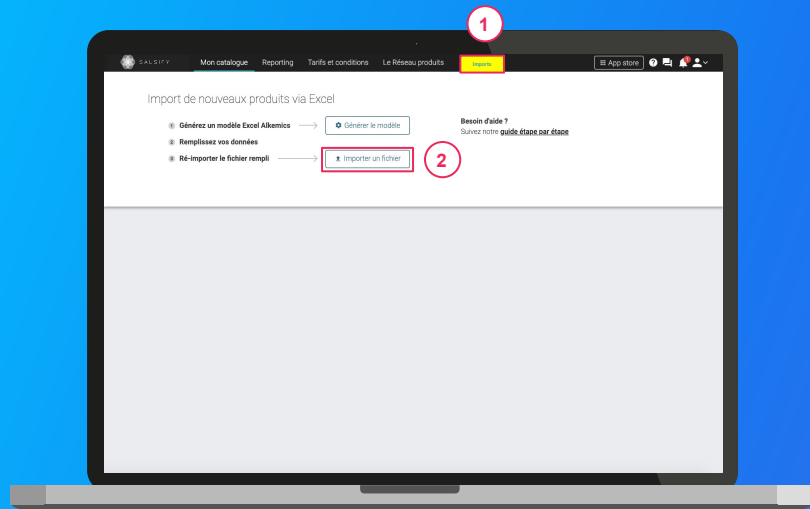 1
SALSIFY Mon catalogue Reporting Tarifs et conditions Le Réseau produits Imports App store ?
Import de nouveaux produits via Excel
1 Générez un modèle Excel Alkemics Générer le modèle
2 Remplissez vos données
3 Ré-importer le fichier rempli Importer un fichier
2
Besoin d'aide ?
Suivez notre guide étape par étape